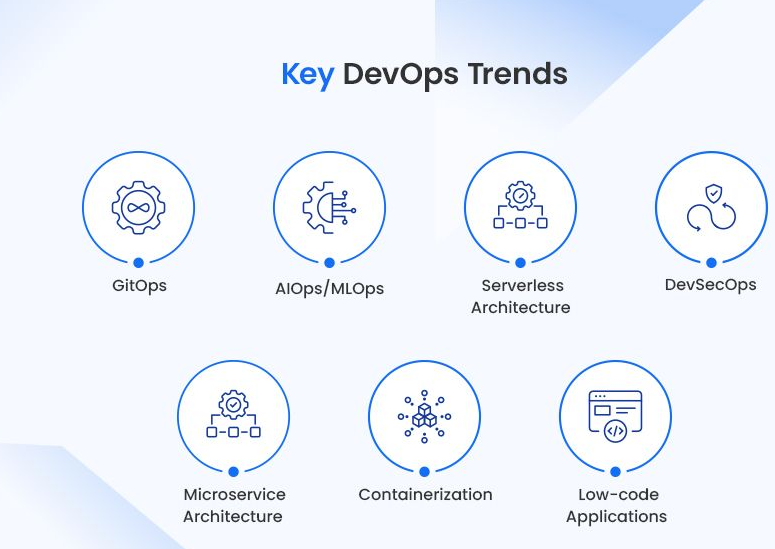 Key DevOps Trends
GitOps
AIOps/MLOps
Serverless
Architecture
DevSecOps
Microservice
Architecture
Containerization
Low-code
Applications